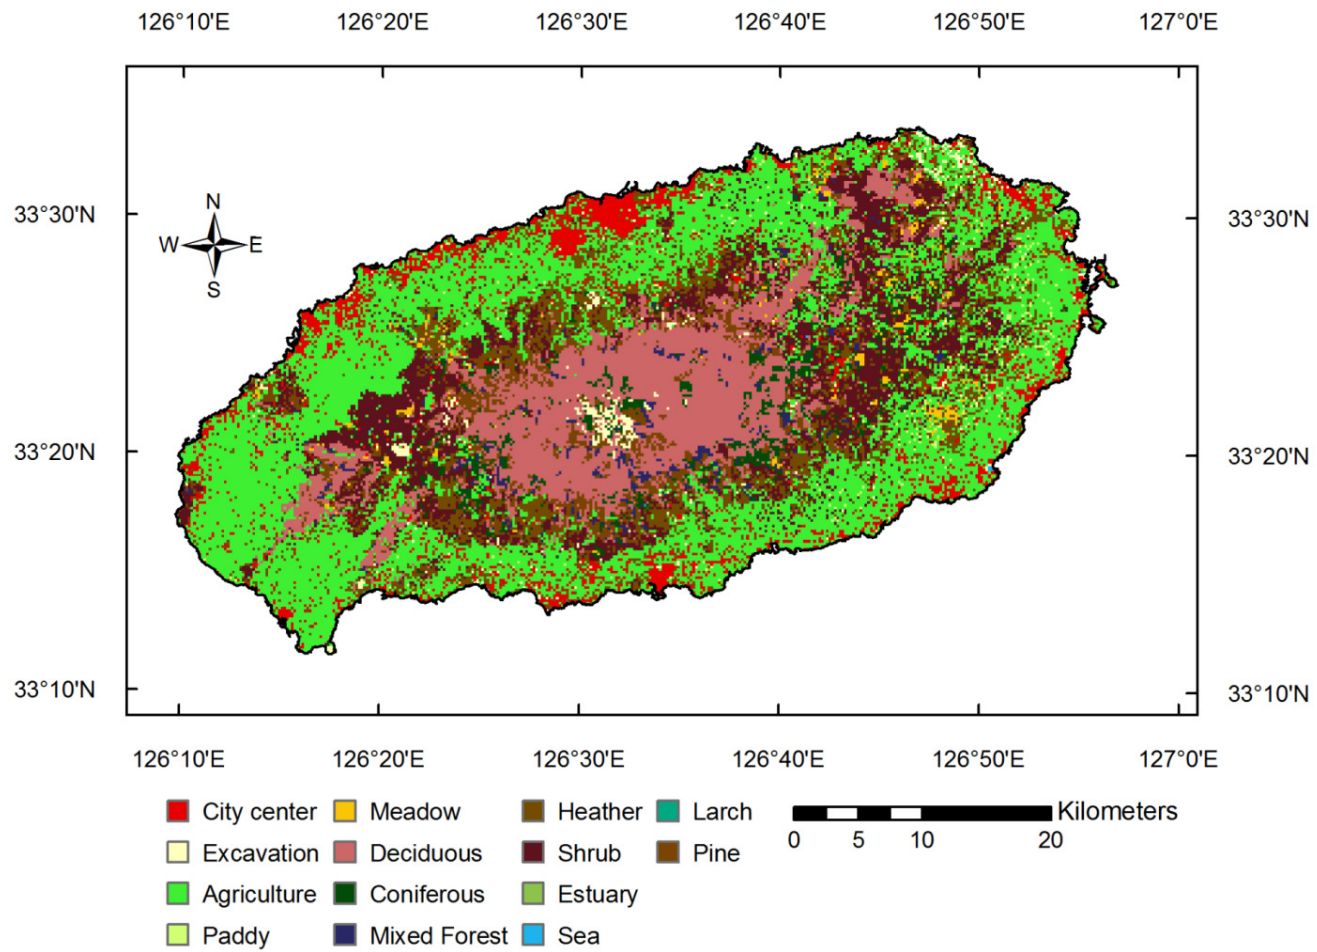 126°10'E 126°20'E 126°30'E 126°40'E 126°50'E 127°0'E
33°30'N 33°30'N
N
W E
S
33°20'N 33°20'N
33°10'N 33°10'N
126°10'E 126°20'E 126°30'E 126°40'E 126°50'E 127°0'E
City center Meadow Heather Larch Kilometers
0 5 10 20
Excavation Deciduous Shrub Pine
Agriculture Coniferous Estuary
Paddy Mixed Forest Sea